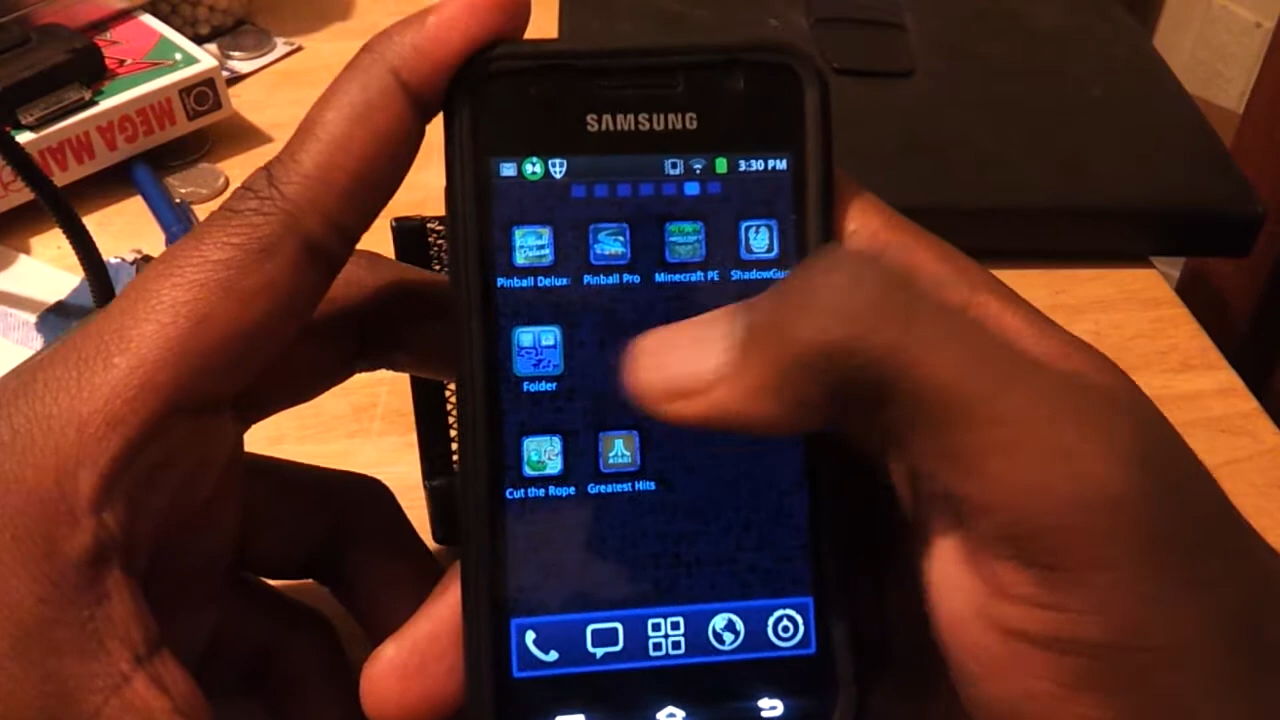 MEGA MAN
SAMSUNG
94
3:30 PM
Pinball Delux
Pinball Pro
Minecraft PE
ShadowGu
Folder
Cut the Rope
ATARI
Greatest Hits